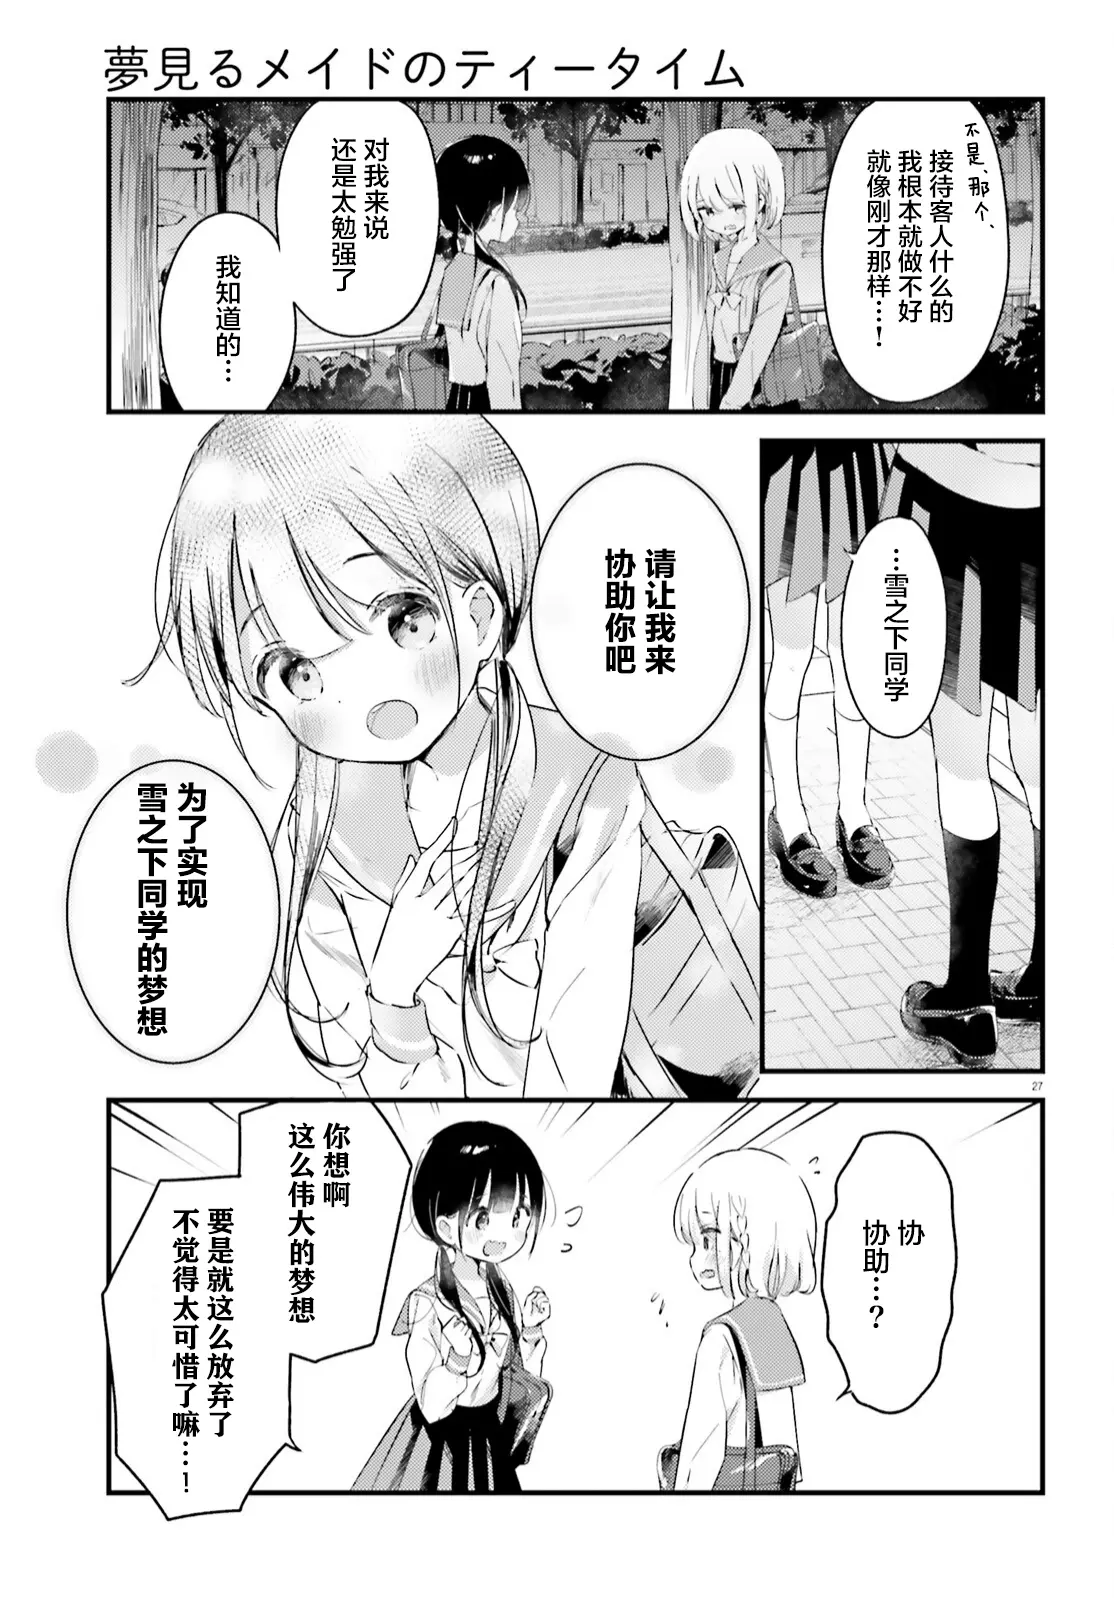 夢見るメイドのティータイム
不是、那个、
接待客人什么的
我根本就做不好
就像刚才那样…!
对我来说
还是太勉强了
我知道的…
…雪之下同学
请让我来
协助你吧
为了实现
雪之下同学的梦想
27
协
协助…?
你想啊
这么伟大的梦想
要是就这么放弃了
不觉得太可惜了嘛…!